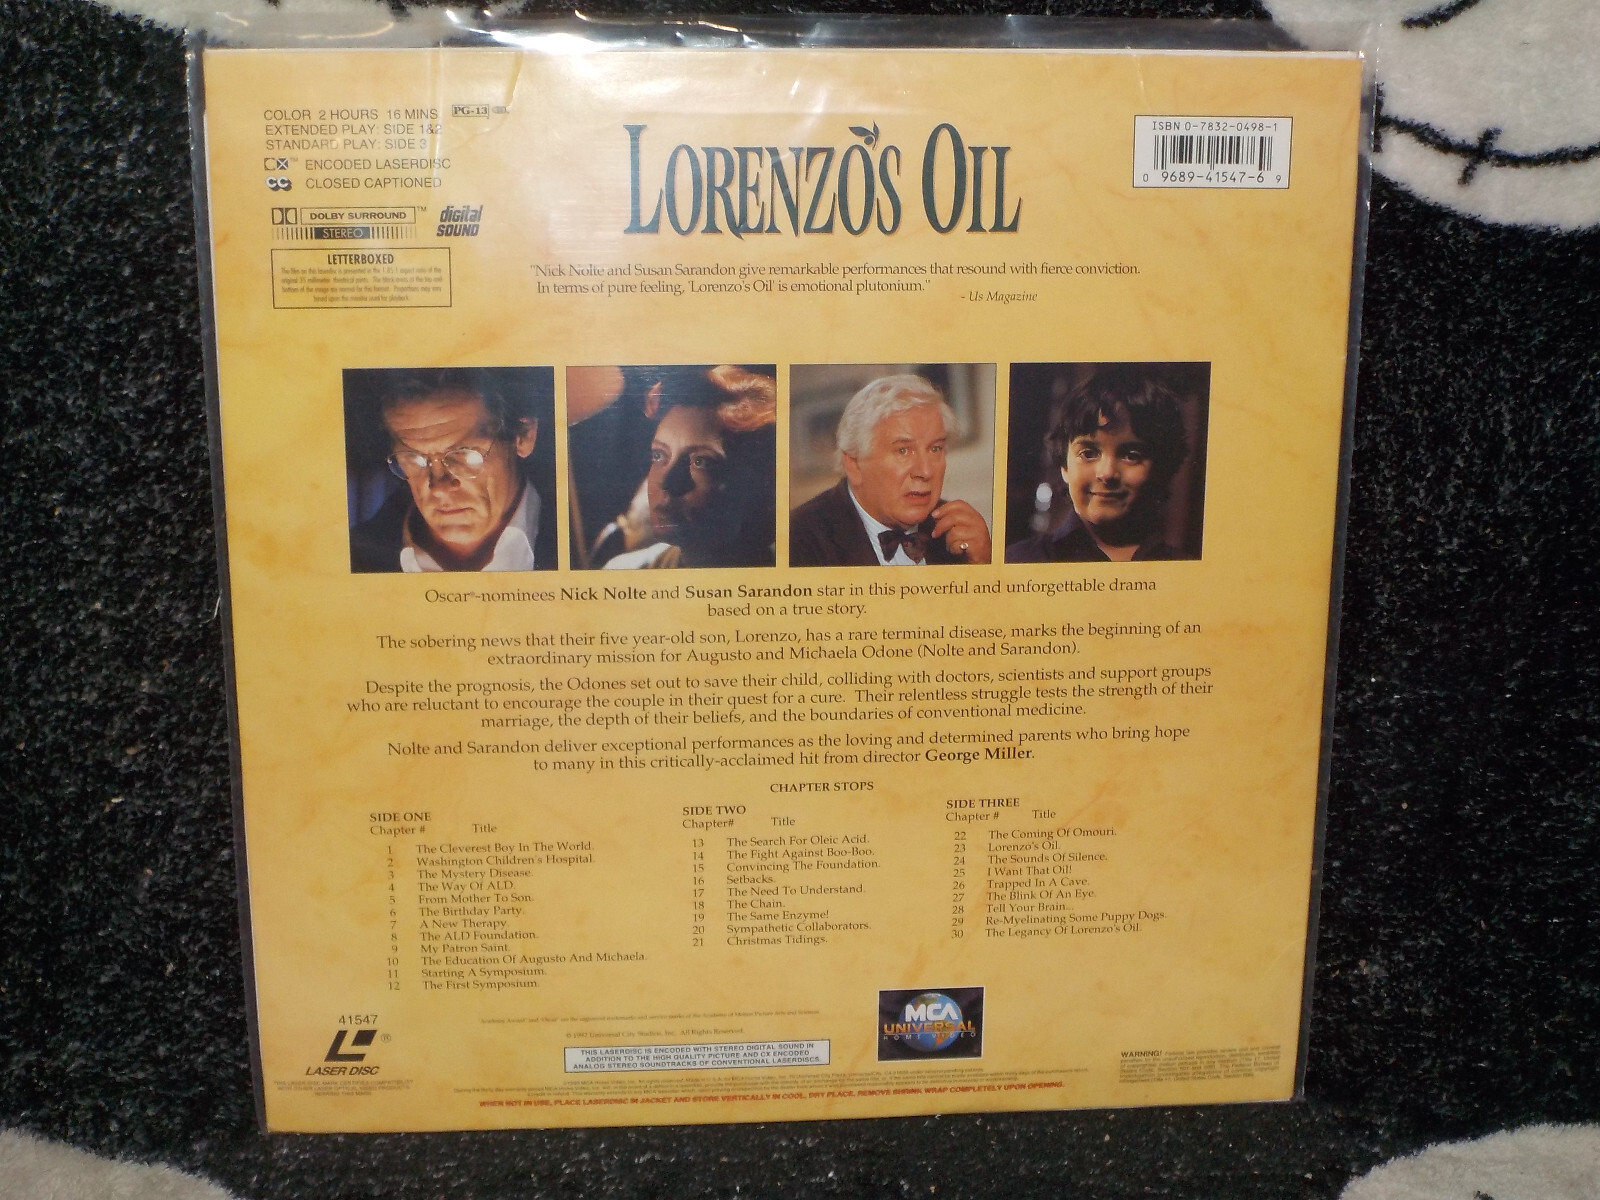 COLOR 2 HOURS 16 MINS PG-13
EXTENDED PLAY: SIDE 1&2
STANDARD PLAY: SIDE 3
CX™ ENCODED LASERDISC
CC CLOSED CAPTIONED
DOLBY SURROUND™
STEREO
digital
SOUND
LETTERBOXED
LORENZO'S OIL
ISBN 0-7832-0498-1
0 9689-41547-6 9
"Nick Nolte and Susan Sarandon give remarkable performances that resound with fierce conviction.
In terms of pure feeling, 'Lorenzo's Oil' is emotional plutonium."
- Us Magazine
Oscar®-nominees Nick Nolte and Susan Sarandon star in this powerful and unforgettable drama
based on a true story.
The sobering news that their five year-old son, Lorenzo, has a rare terminal disease, marks the beginning of an
extraordinary mission for Augusto and Michaela Odone (Nolte and Sarandon).
Despite the prognosis, the Odones set out to save their child, colliding with doctors, scientists and support groups
who are reluctant to encourage the couple in their quest for a cure. Their relentless struggle tests the strength of their
marriage, the depth of their beliefs, and the boundaries of conventional medicine.
Nolte and Sarandon deliver exceptional performances as the loving and determined parents who bring hope
to many in this critically-acclaimed hit from director George Miller.
CHAPTER STOPS
SIDE ONE
Chapter # Title
1 The Cleverest Boy In The World.
2 Washington Children's Hospital.
3 The Mystery Disease.
4 The Way Of ALD.
5 From Mother To Son.
6 The Birthday Party.
7 A New Therapy.
8 The ALD Foundation.
9 My Patron Saint.
10 The Education Of Augusto And Michaela.
11 Starting A Symposium.
12 The First Symposium.
SIDE TWO
Chapter# Title
13 The Search For Oleic Acid.
14 The Fight Against Boo-Boo.
15 Convincing The Foundation.
16 Setbacks.
17 The Need To Understand.
18 The Chain.
19 The Same Enzyme!
20 Sympathetic Collaborators.
21 Christmas Tidings.
SIDE THREE
Chapter # Title
22 The Coming Of Omouri.
23 Lorenzo's Oil.
24 The Sounds Of Silence.
25 I Want That Oil!
26 Trapped In A Cave.
27 The Blink Of An Eye.
28 Tell Your Brain...
29 Re-Myelinating Some Puppy Dogs.
30 The Legancy Of Lorenzo's Oil.
41547
LASER DISC
®
© 1992 Universal City Studios, Inc. All Rights Reserved.
THIS LASERDISC IS ENCODED WITH STEREO DIGITAL SOUND IN
ADDITION TO THE HIGH QUALITY PICTURE AND CX ENCODED
ANALOG STEREO SOUNDTRACKS OF CONVENTIONAL LASERDISCS.
MCA
UNIVERSAL
HOME VIDEO
WARNING!
WHEN NOT IN USE, PLACE LASERDISC IN JACKET AND STORE VERTICALLY IN COOL, DRY PLACE. REMOVE SHRINK WRAP COMPLETELY UPON OPENING.